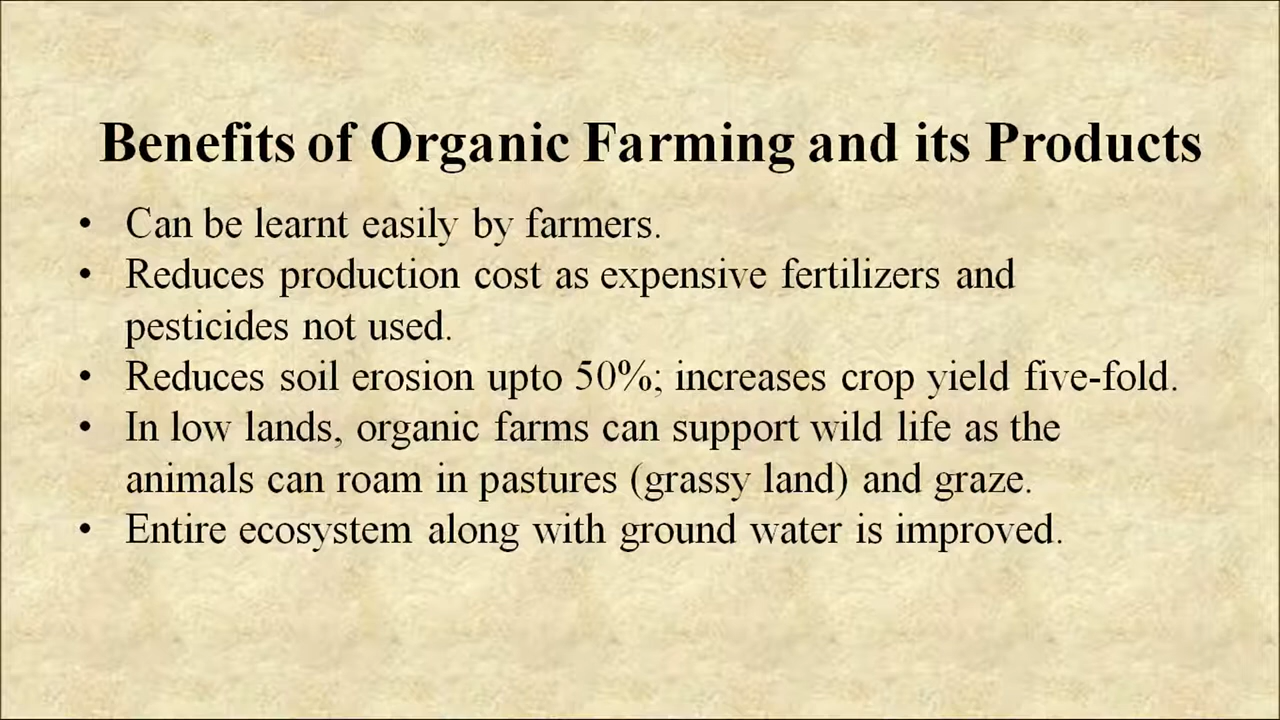 Benefits of Organic Farming and its Products
• Can be learnt easily by farmers.
• Reduces production cost as expensive fertilizers and
pesticides not used.
• Reduces soil erosion upto 50%; increases crop yield five-fold.
• In low lands, organic farms can support wild life as the
animals can roam in pastures (grassy land) and graze.
• Entire ecosystem along with ground water is improved.